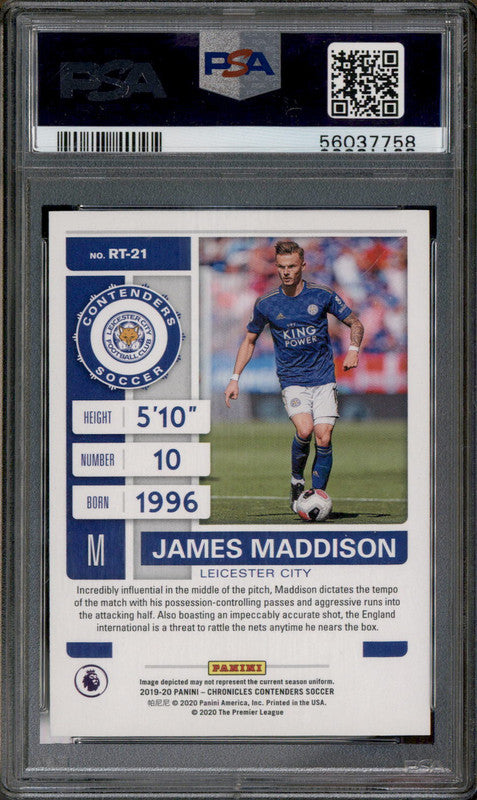 PSA
PSA
56037758
NO. RT-21
CONTENDERS
LEICESTER CITY
FOOTBALL CLUB
SOCCER
HEIGHT 5'10"
NUMBER 10
BORN 1996
KING
POWER
M JAMES MADDISON
LEICESTER CITY
Incredibly influential in the middle of the pitch, Maddison dictates the tempo
of the match with his possession-controlling passes and aggressive runs into
the attacking half. Also boasting an impeccably accurate shot, the England
international is a threat to rattle the nets anytime he nears the box.
PANINI
Image depicted may not represent the current season uniform.
2019-20 PANINI – CHRONICLES CONTENDERS SOCCER
帕尼尼 © 2020 Panini America, Inc. Printed in the USA.
© 2020 The Premier League
PSA